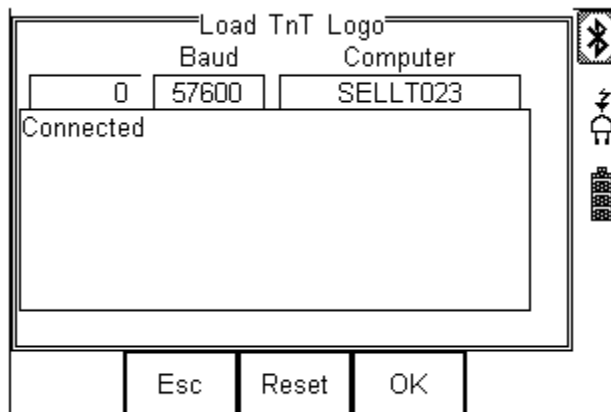 Load TnT Logo
Baud Computer
0 57600 SELLT023
Connected
Esc Reset OK